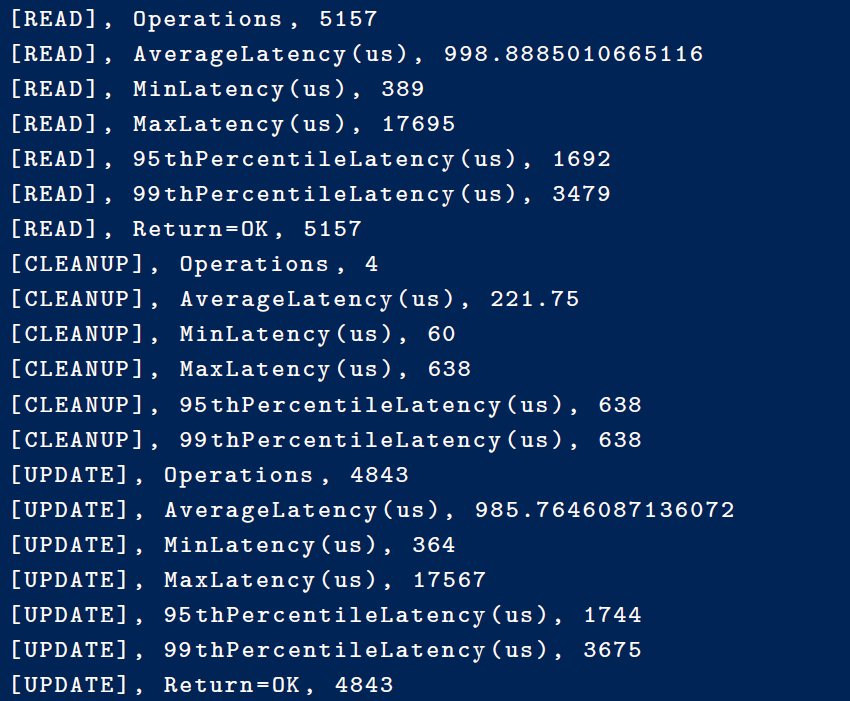 [READ], Operations, 5157
[READ], AverageLatency(us), 998.8885010665116
[READ], MinLatency(us), 389
[READ], MaxLatency(us), 17695
[READ], 95thPercentileLatency(us), 1692
[READ], 99thPercentileLatency(us), 3479
[READ], Return=OK, 5157
[CLEANUP], Operations, 4
[CLEANUP], AverageLatency(us), 221.75
[CLEANUP], MinLatency(us), 60
[CLEANUP], MaxLatency(us), 638
[CLEANUP], 95thPercentileLatency(us), 638
[CLEANUP], 99thPercentileLatency(us), 638
[UPDATE], Operations, 4843
[UPDATE], AverageLatency(us), 985.7646087136072
[UPDATE], MinLatency(us), 364
[UPDATE], MaxLatency(us), 17567
[UPDATE], 95thPercentileLatency(us), 1744
[UPDATE], 99thPercentileLatency(us), 3675
[UPDATE], Return=OK, 4843